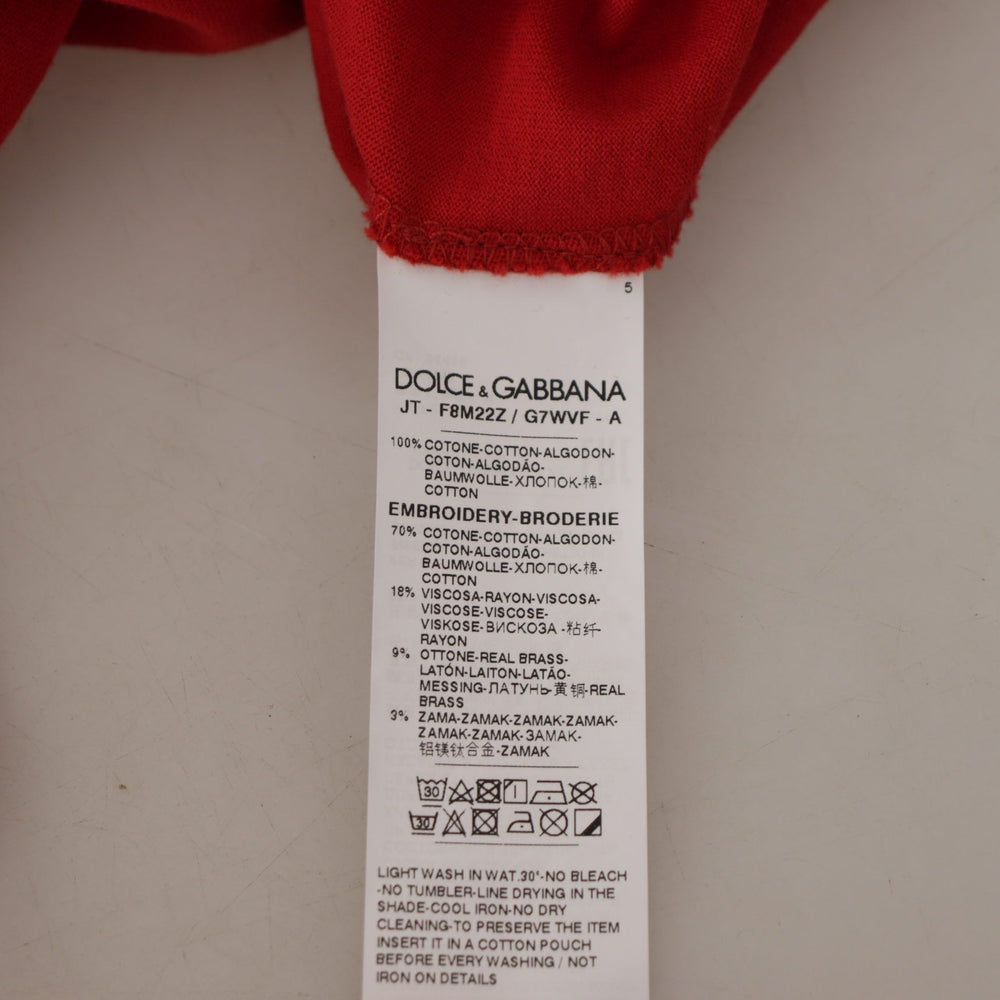 5
DOLCE & GABBANA
JT - F8M22Z / G7WVF - A
100% COTONE-COTTON-ALGODON-
COTON-ALGODÃO-
BAUMWOLLE-ХЛОПОК-棉-
COTTON
EMBROIDERY-BRODERIE
70% COTONE-COTTON-ALGODON-
COTON-ALGODÃO-
BAUMWOLLE-ХЛОПОК-棉-
COTTON
18% VISCOSA-RAYON-VISCOSA-
VISCOSE-VISCOSE-
VISKOSE-ВИСКОЗА -粘纤-
RAYON
9% OTTONE-REAL BRASS-
LATÓN-LAITON-LATÃO-
MESSING-ЛАТУНЬ-黄铜-REAL
BRASS
3% ZAMA-ZAMAK-ZAMAK-ZAMAK-
ZAMAK-ZAMAK-ЗАМАК-
铝镁钛合金-ZAMAK
30
30
LIGHT WASH IN WAT.30°-NO BLEACH
-NO TUMBLER-LINE DRYING IN THE
SHADE-COOL IRON-NO DRY
CLEANING-TO PRESERVE THE ITEM
INSERT IT IN A COTTON POUCH
BEFORE EVERY WASHING / NOT
IRON ON DETAILS